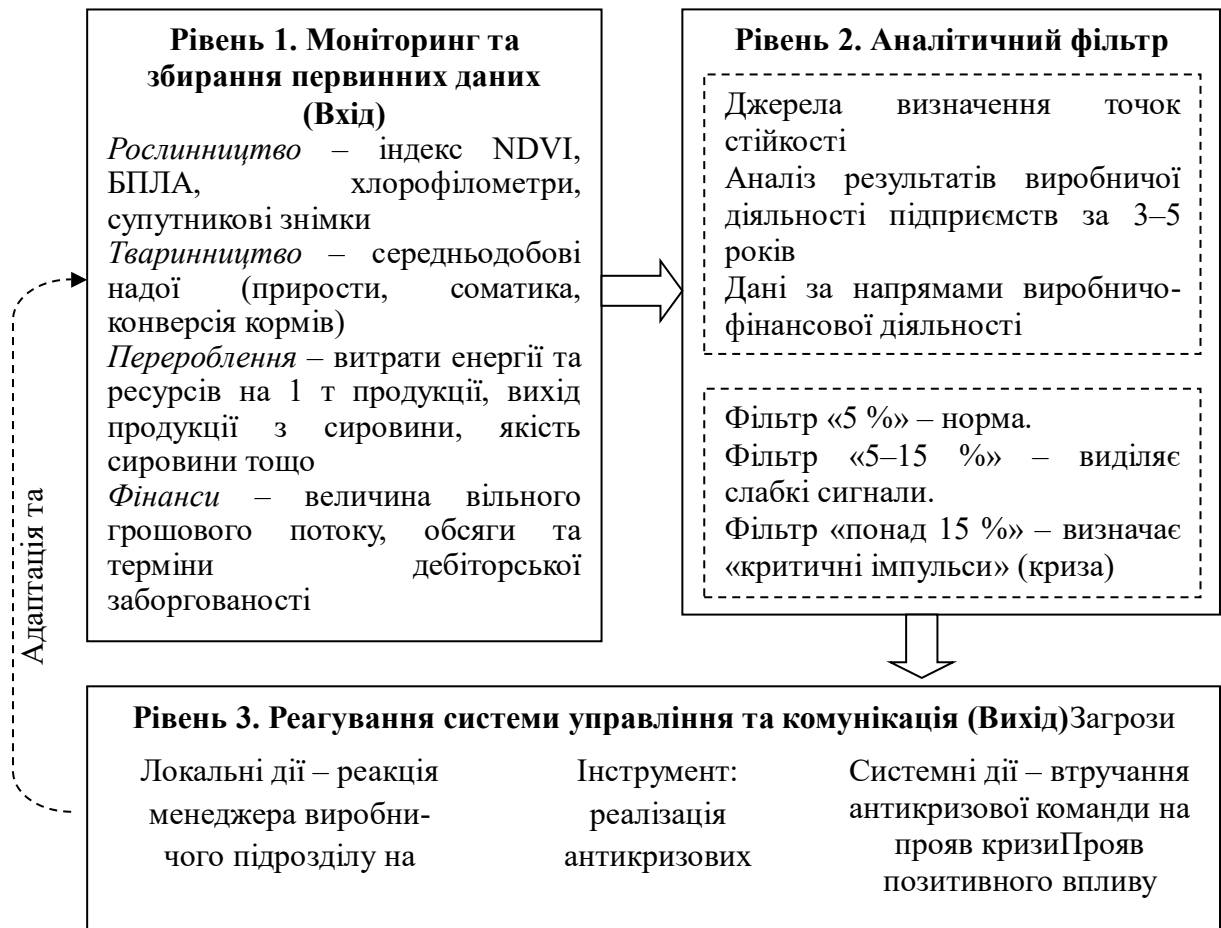 Рівень 1. Моніторинг та
збирання первинних даних
(Вхід)
Рослинництво – індекс NDVI,
БПЛА, хлорофілометри,
супутникові знімки
Тваринництво – середньодобові
надої (прирости, соматика,
конверсія кормів)
Перероблення – витрати енергії та
ресурсів на 1 т продукції, вихід
продукції з сировини, якість
сировини тощо
Фінанси – величина вільного
грошового потоку, обсяги та
терміни дебіторської
заборгованості
Рівень 2. Аналітичний фільтр
Джерела визначення точок
стійкості
Аналіз результатів виробничої
діяльності підприємств за 3–5
років
Дані за напрямами виробничо-
фінансової діяльності
Фільтр «5 %» – норма.
Фільтр «5–15 %» – виділяє
слабкі сигнали.
Фільтр «понад 15 %» – визначає
«критичні імпульси» (криза)
Адаптація та
Рівень 3. Реагування системи управління та комунікація (Вихід)Загрози
Локальні дії – реакція
менеджера виробни-
чого підрозділу на
Інструмент:
реалізація
антикризових
Системні дії – втручання
антикризової команди на
прояв кризиПрояв
позитивного впливу